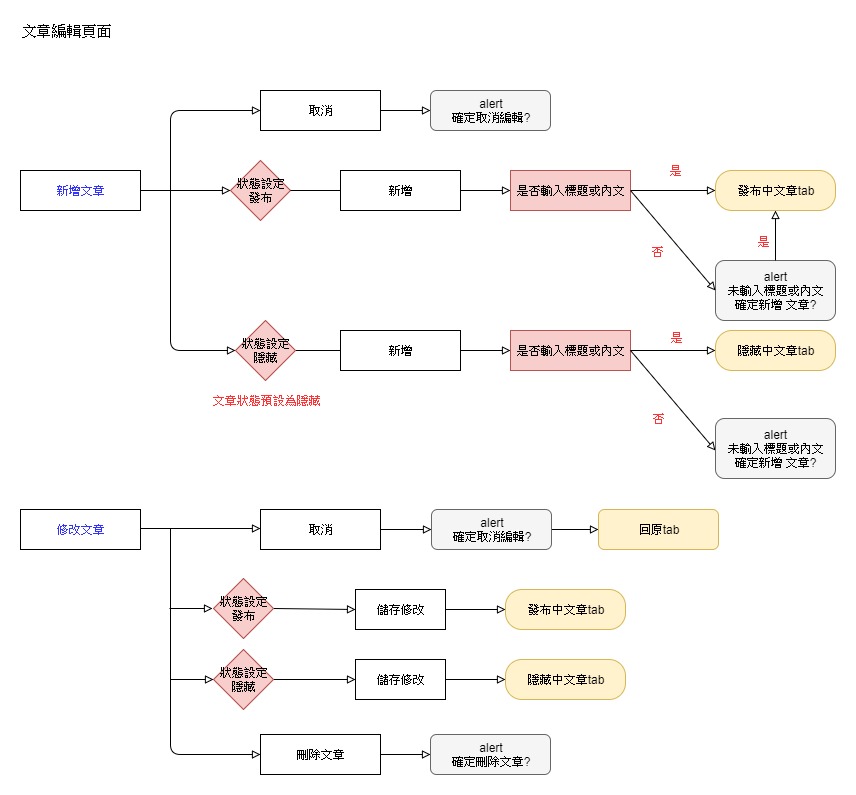 文章編輯頁面
取消
alert
確定取消編輯?
新增文章
狀態設定
發布
新增
是否輸入標題或內文
是
發布中文章tab
否
是
alert
未輸入標題或內文
確定新增 文章?
狀態設定
隱藏
新增
是否輸入標題或內文
是
隱藏中文章tab
文章狀態預設為隱藏
否
alert
未輸入標題或內文
確定新增 文章?
修改文章
取消
alert
確定取消編輯?
回原tab
狀態設定
發布
儲存修改
發布中文章tab
狀態設定
隱藏
儲存修改
隱藏中文章tab
刪除文章
alert
確定刪除文章?